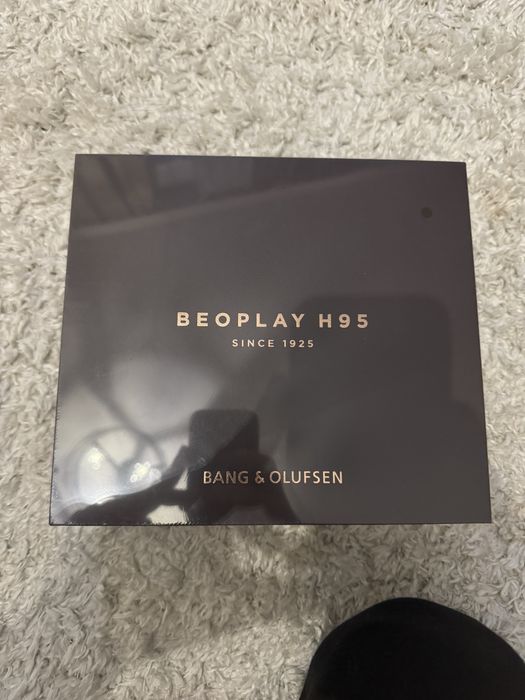 BEOPLAY H95
SINCE 1925
BANG & OLUFSEN